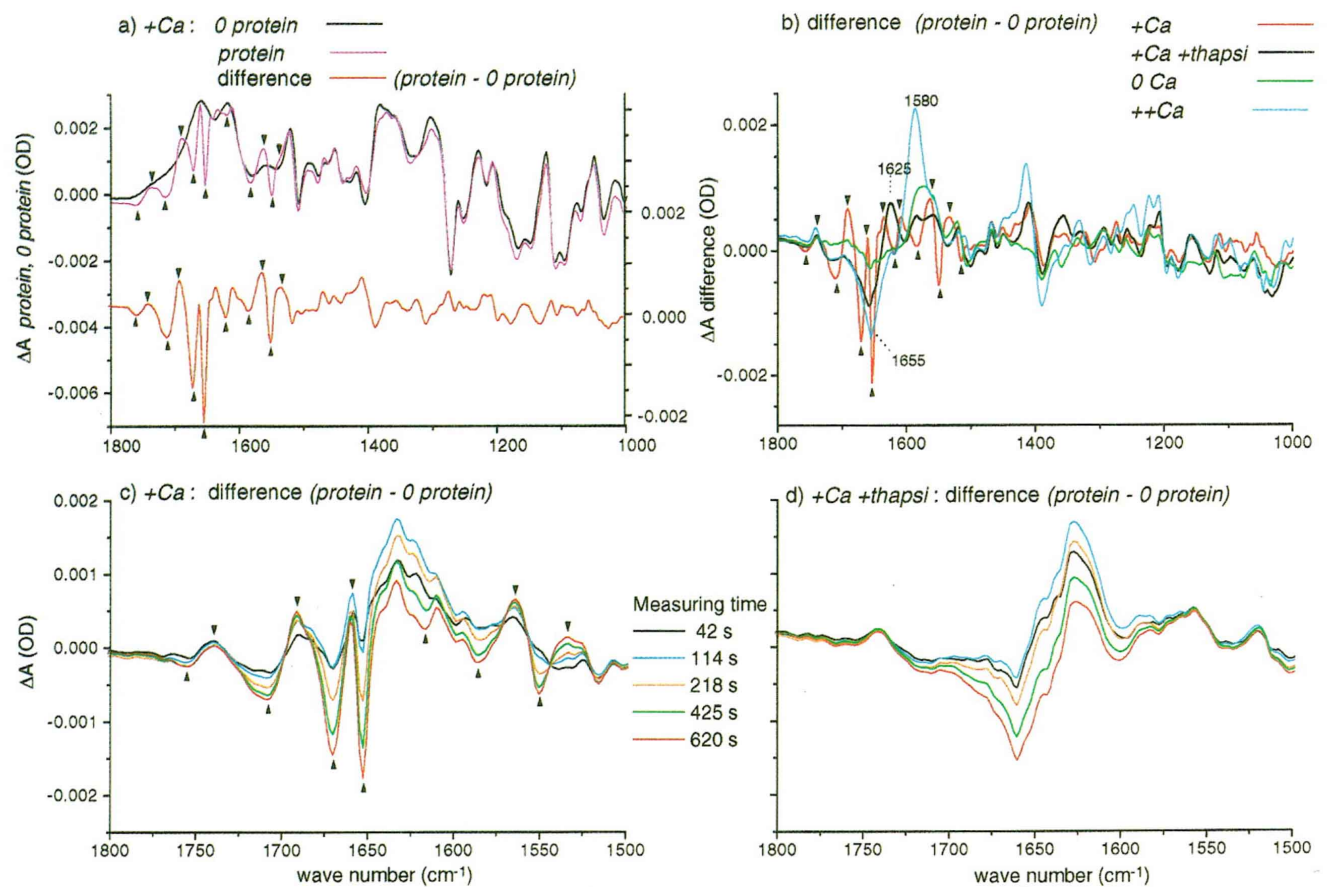 a) +Ca : 0 protein
protein
difference (protein - 0 protein)
ΔA protein, 0 protein (OD)
0.002
0.000
-0.002
-0.004
-0.006
0.002
0.000
-0.002
1800 1600 1400 1200 1000
b) difference (protein - 0 protein)
+Ca
+Ca +thapsi
0 Ca
++Ca
ΔA difference (OD)
0.002
0.000
-0.002
1580
1625
1655
1800 1600 1400 1200 1000
c) +Ca : difference (protein - 0 protein)
ΔA (OD)
0.002
0.001
0.000
-0.001
-0.002
1800 1750 1700 1650 1600 1550 1500
wave number (cm-1)
Measuring time
42 s
114 s
218 s
425 s
620 s
d) +Ca +thapsi : difference (protein - 0 protein)
1800 1750 1700 1650 1600 1550 1500
wave number (cm-1)